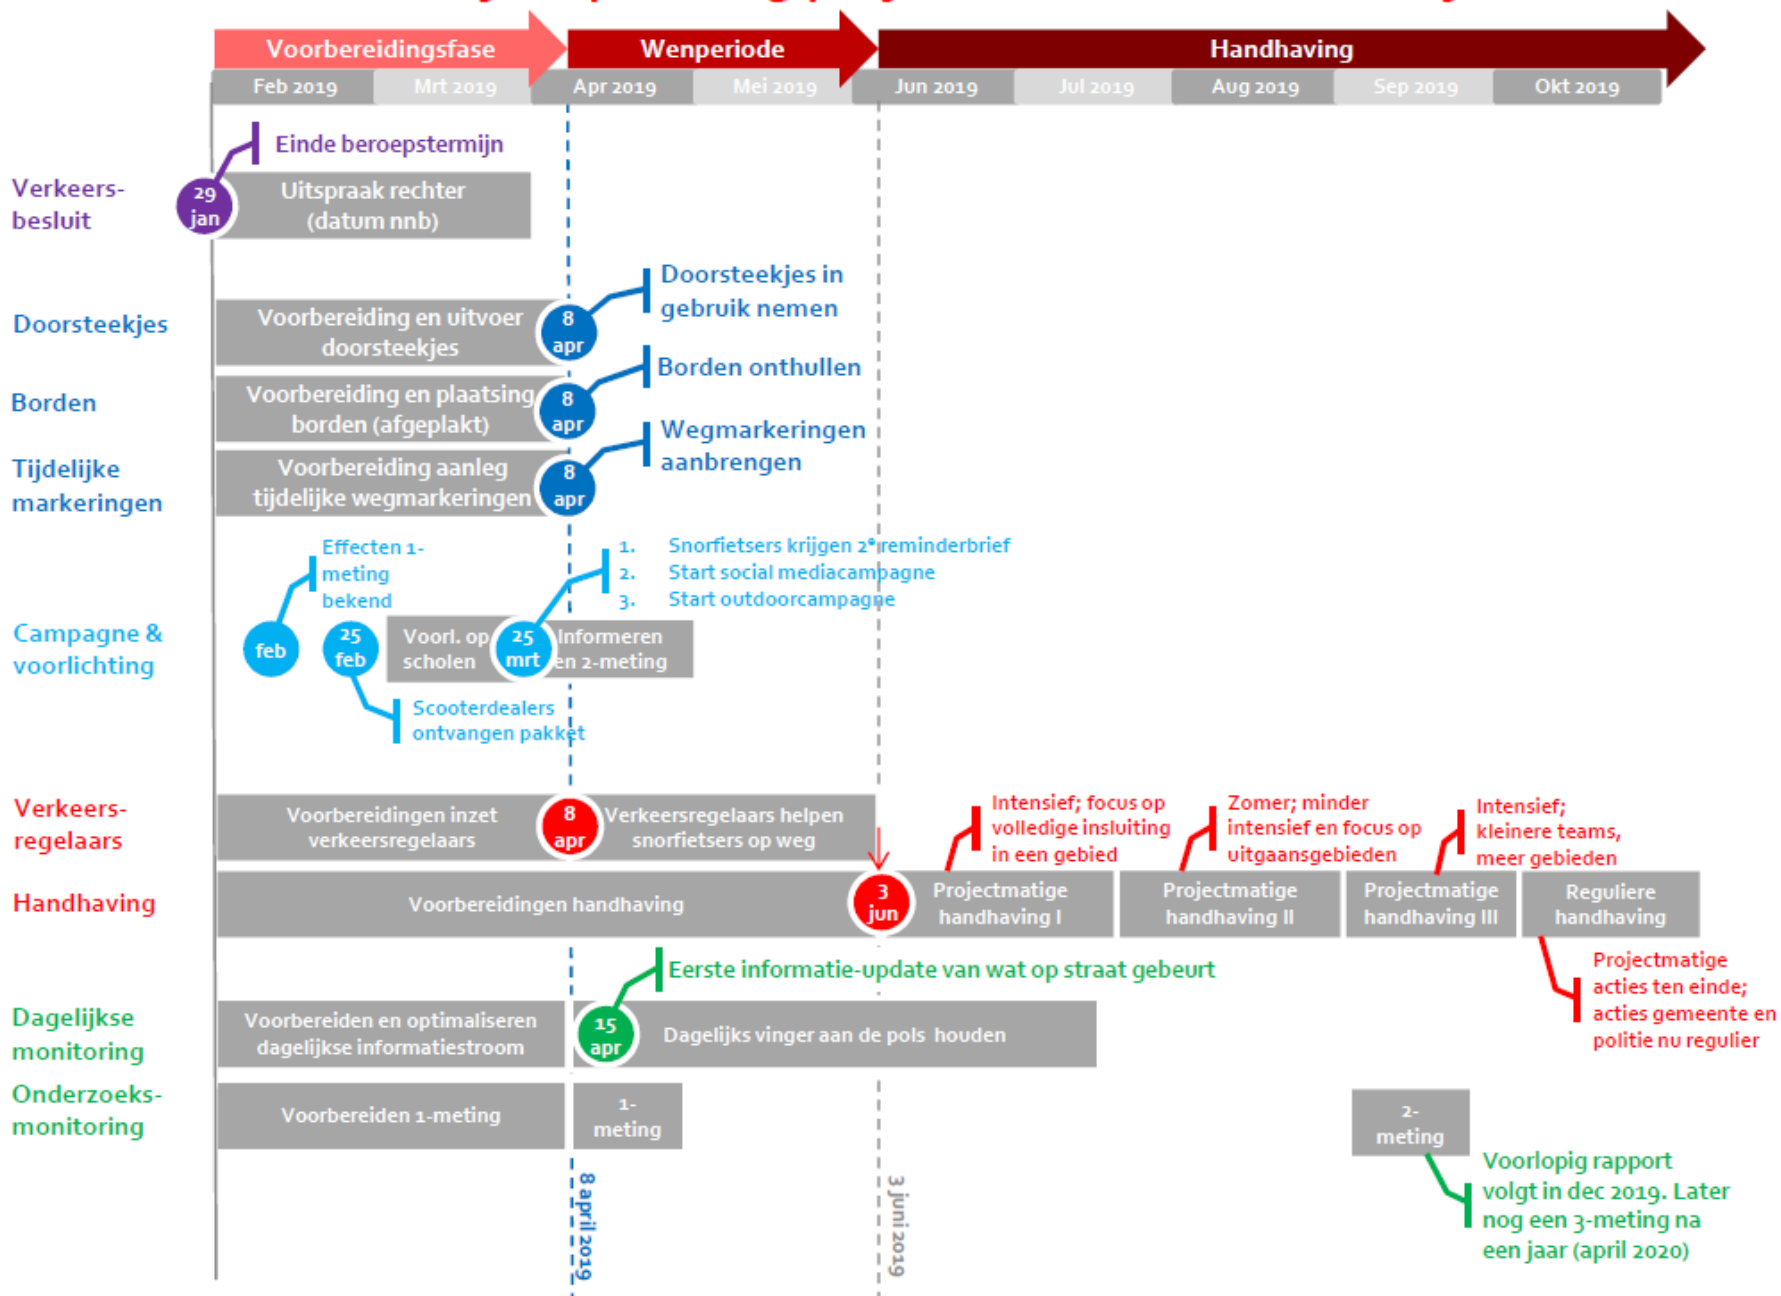 Voorbereidingsfase
Wenperiode
Handhaving
Feb 2019
Mrt 2019
Apr 2019
Mei 2019
Jun 2019
Jul 2019
Aug 2019
Sep 2019
Okt 2019
Einde beroepstermijn
Verkeers-
besluit
29
jan
Uitspraak rechter
(datum nnb)
Doorsteekjes
Voorbereiding en uitvoer
doorsteekjes
8
apr
Doorsteekjes in
gebruik nemen
Borden
Voorbereiding en plaatsing
borden (afgeplakt)
8
apr
Borden onthullen
Tijdelijke
markeringen
Voorbereiding aanleg
tijdelijke wegmarkeringen
8
apr
Wegmarkeringen
aanbrengen
Effecten 1-
meting
bekend
1. Snorfietsers krijgen 2e reminderbrief
2. Start social mediacampagne
3. Start outdoorcampagne
Campagne &
voorlichting
feb
25
feb
Voorl. op
scholen
25
mrt
Informeren
en 2-meting
Scooterdealers
ontvangen pakket
Verkeers-
regelaars
Voorbereidingen inzet
verkeersregelaars
8
apr
Verkeersregelaars helpen
snorfietsers op weg
Intensief; focus op
volledige insluiting
in een gebied
Zomer; minder
intensief en focus op
uitgaansgebieden
Intensief;
kleinere teams,
meer gebieden
Handhaving
Voorbereidingen handhaving
3
jun
Projectmatige
handhaving I
Projectmatige
handhaving II
Projectmatige
handhaving III
Reguliere
handhaving
Projectmatige
acties ten einde;
acties gemeente en
politie nu regulier
Eerste informatie-update van wat op straat gebeurt
Dagelijkse
monitoring
Voorbereiden en optimaliseren
dagelijkse informatiestroom
15
apr
Dagelijks vinger aan de pols houden
Onderzoeks-
monitoring
Voorbereiden 1-meting
1-
meting
2-
meting
Voorlopig rapport
volgt in dec 2019. Later
nog een 3-meting na
een jaar (april 2020)
8 april 2019
3 juni 2019